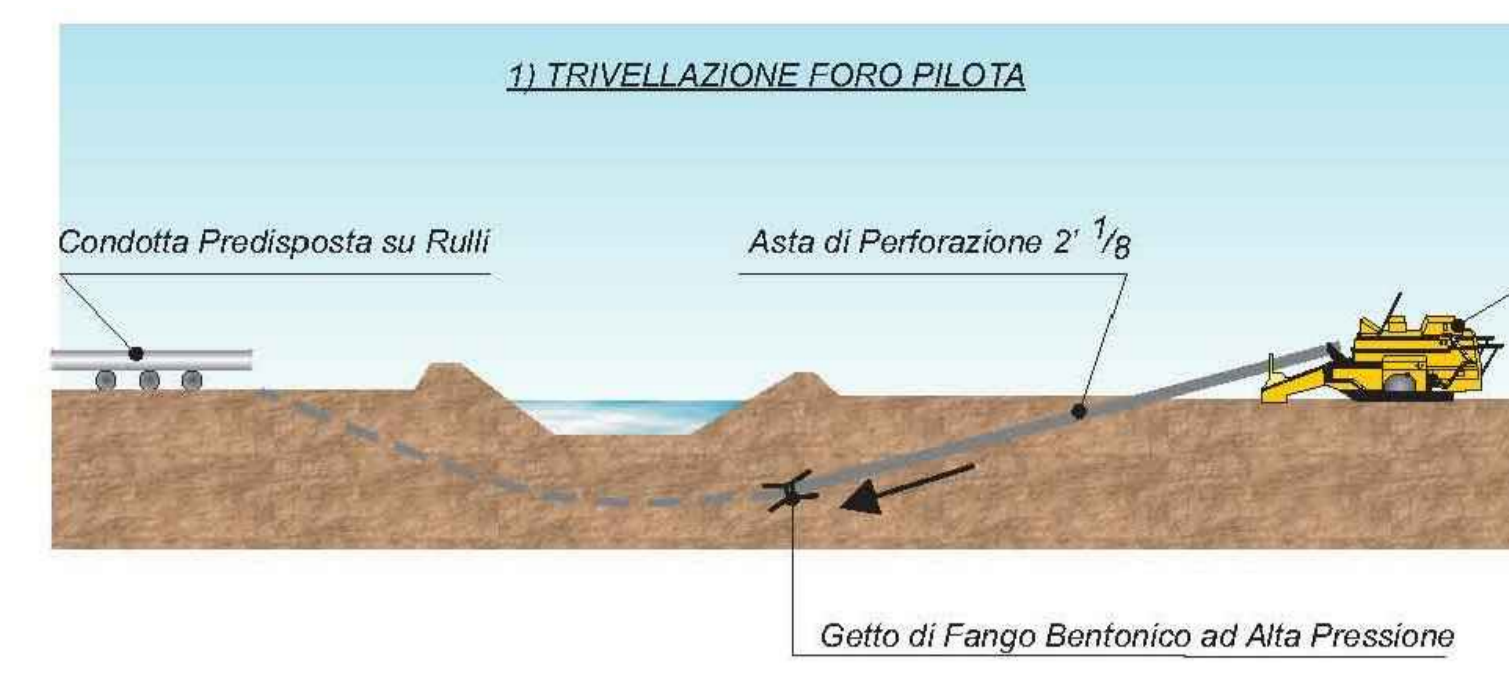 1) TRIVELLAZIONE FORO PILOTA
Condotta Predisposta su Rulli
Asta di Perforazione 2' 1/8
Getto di Fango Bentonico ad Alta Pressione